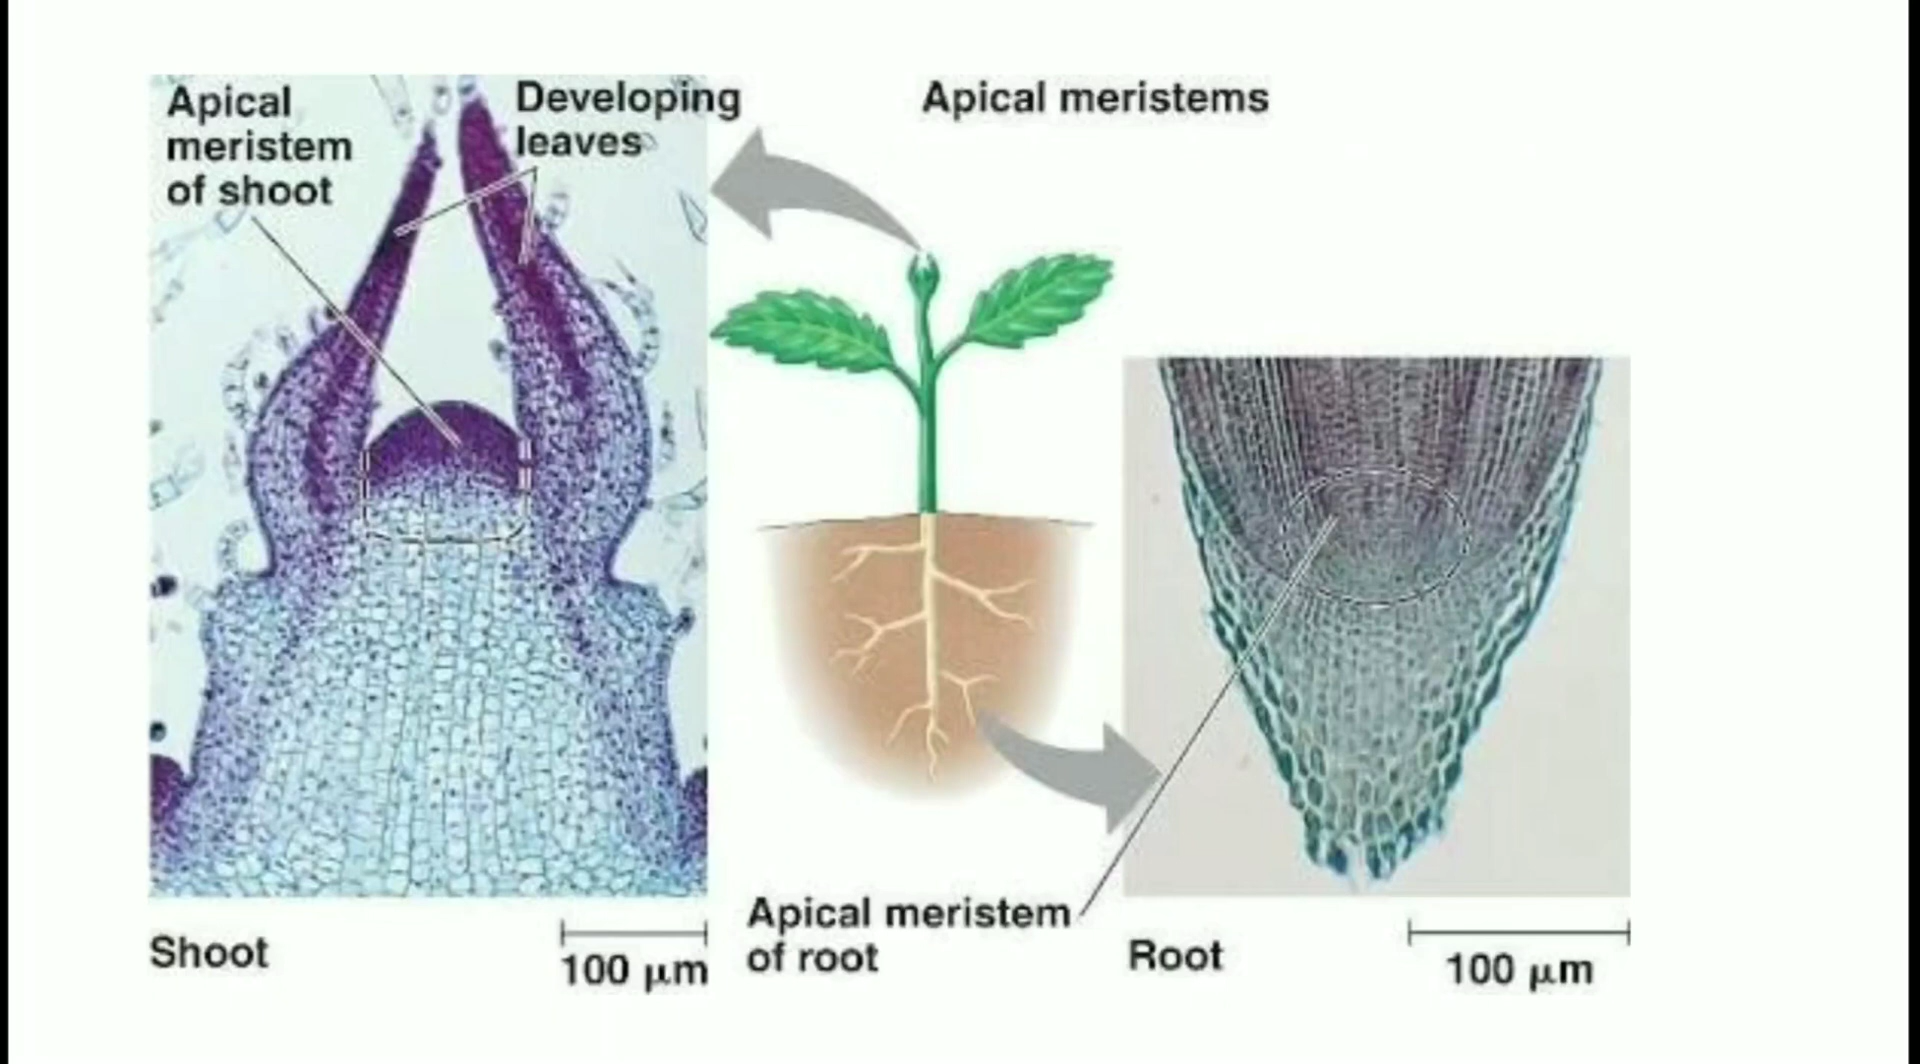 Apical
meristem
of shoot
Developing
leaves
Apical meristems
Apical meristem
of root
Shoot
100 μm
Root
100 μm